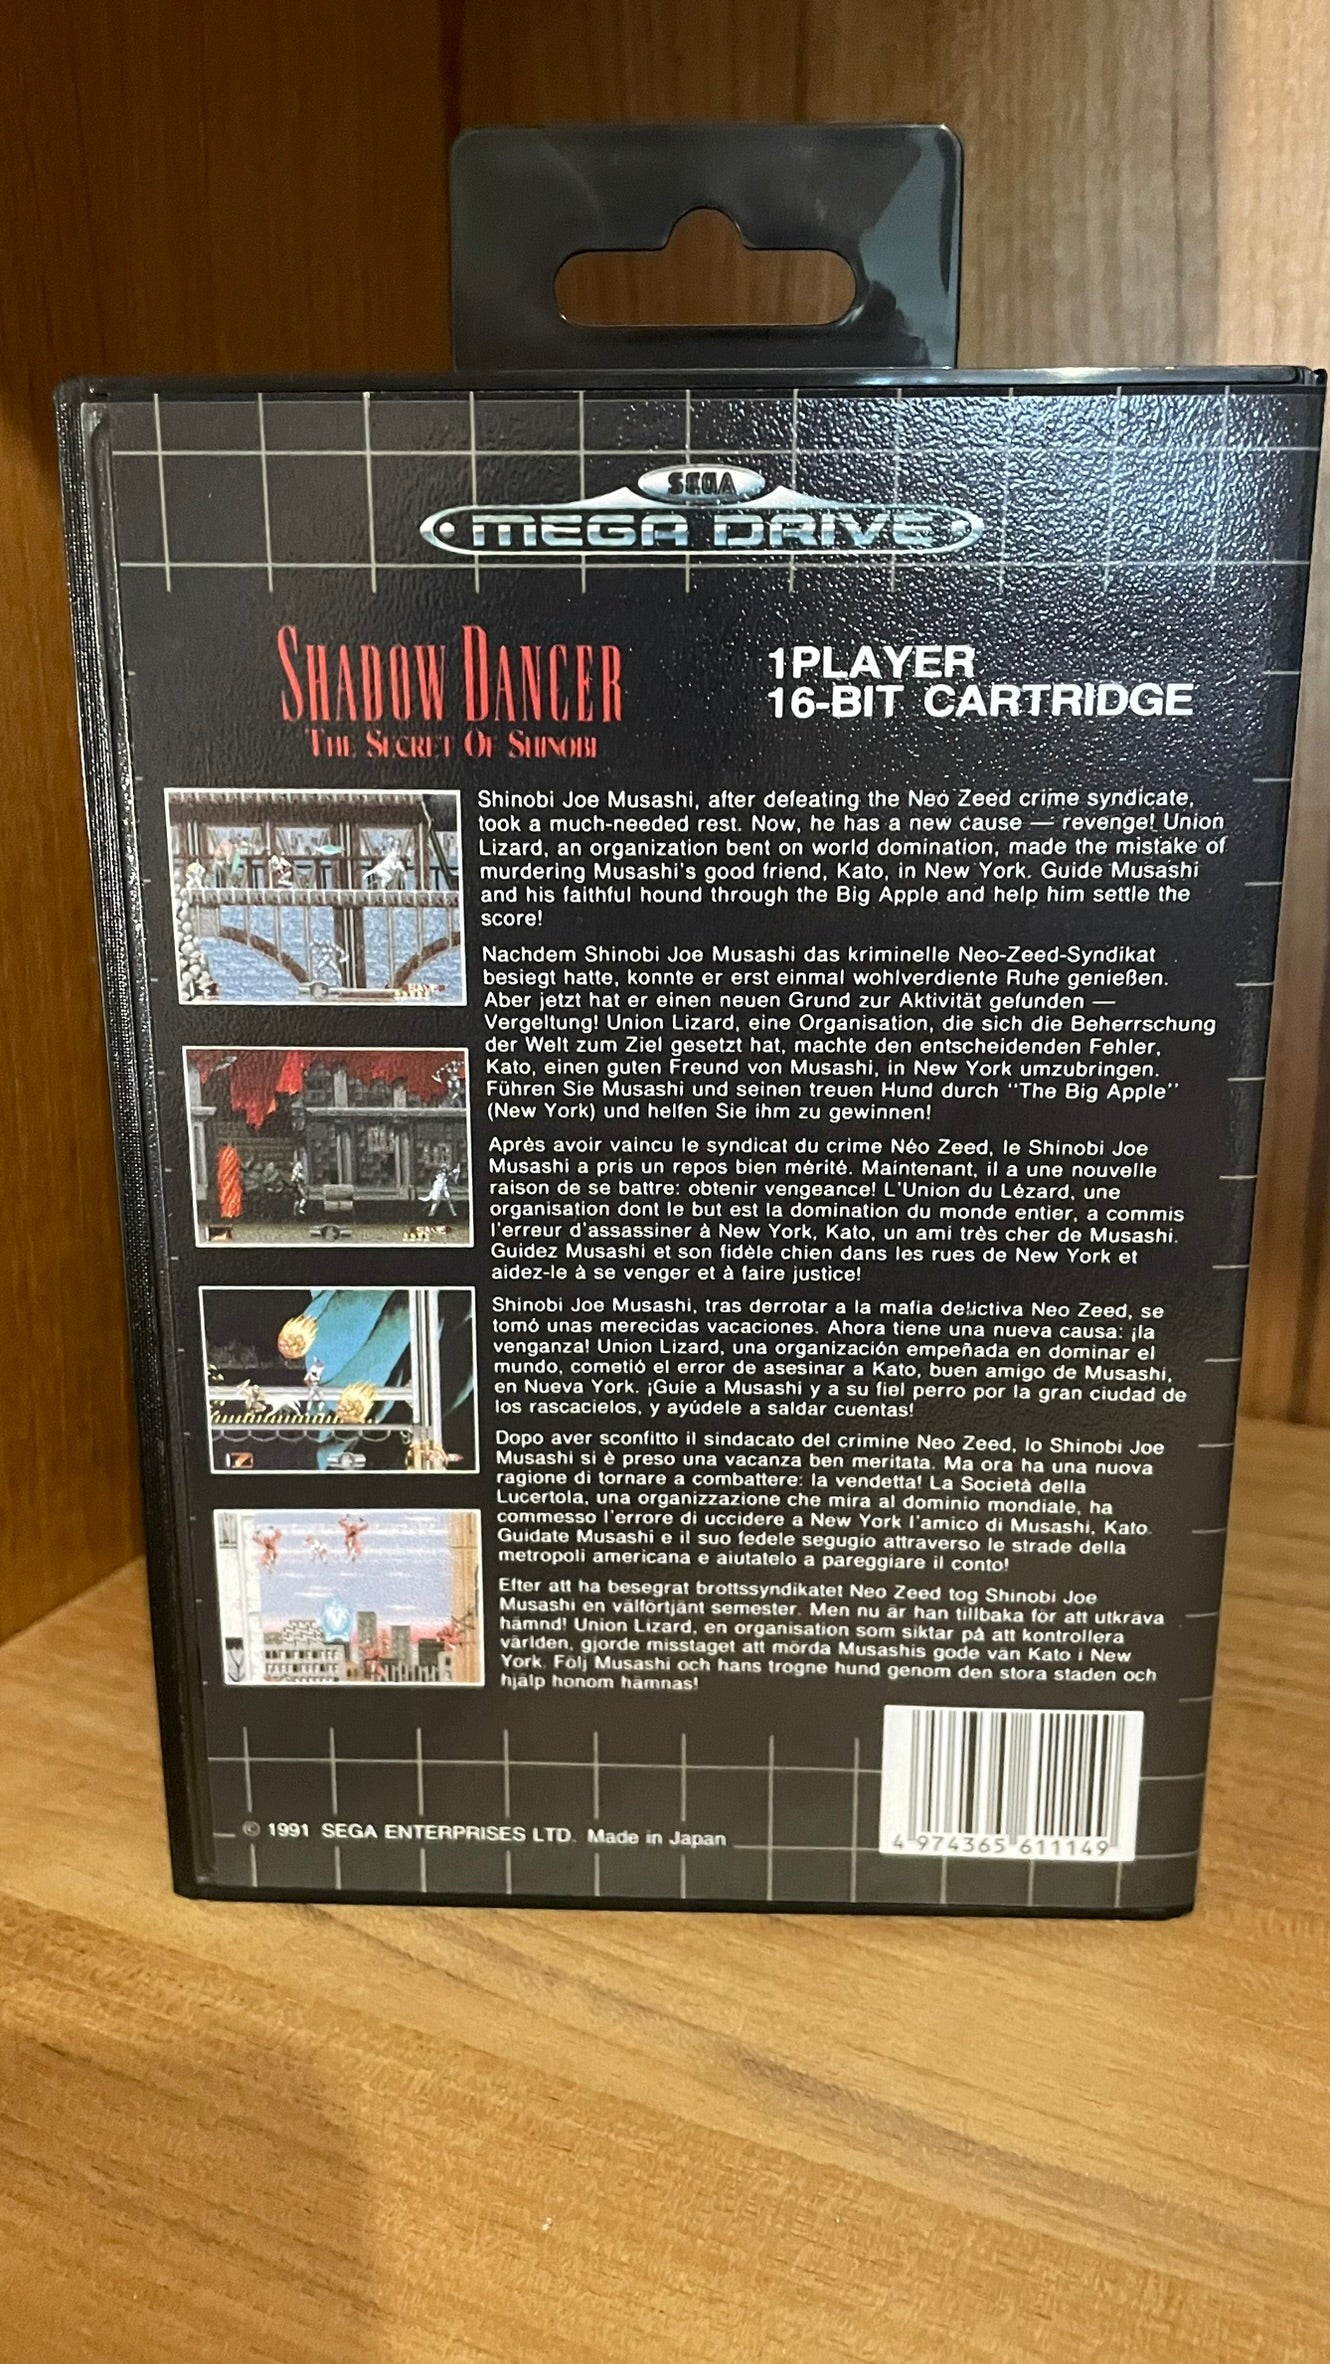 SEGA
MEGA DRIVE
SHADOW DANCER
THE SECRET OF SHINOBI
1PLAYER
16-BIT CARTRIDGE
Shinobi Joe Musashi, after defeating the Neo Zeed crime syndicate,
took a much-needed rest. Now, he has a new cause — revenge! Union
Lizard, an organization bent on world domination, made the mistake of
murdering Musashi's good friend, Kato, in New York. Guide Musashi
and his faithful hound through the Big Apple and help him settle the
score!
Nachdem Shinobi Joe Musashi das kriminelle Neo-Zeed-Syndikat
besiegt hatte, konnte er erst einmal wohlverdiente Ruhe genießen.
Aber jetzt hat er einen neuen Grund zur Aktivität gefunden —
Vergeltung! Union Lizard, eine Organisation, die sich die Beherrschung
der Welt zum Ziel gesetzt hat, machte den entscheidenden Fehler,
Kato, einen guten Freund von Musashi, in New York umzubringen.
Führen Sie Musashi und seinen treuen Hund durch "The Big Apple"
(New York) und helfen Sie ihm zu gewinnen!
Après avoir vaincu le syndicat du crime Néo Zeed, le Shinobi Joe
Musashi a pris un repos bien mérité. Maintenant, il a une nouvelle
raison de se battre: obtenir vengeance! L'Union du Lézard, une
organisation dont le but est la domination du monde entier, a commis
l'erreur d'assassiner à New York, Kato, un ami très cher de Musashi.
Guidez Musashi et son fidèle chien dans les rues de New York et
aidez-le à se venger et à faire justice!
Shinobi Joe Musashi, tras derrotar a la mafia delictiva Neo Zeed, se
tomó unas merecidas vacaciones. Ahora tiene una nueva causa: ¡la
venganza! Union Lizard, una organización empeñada en dominar el
mundo, cometió el error de asesinar a Kato, buen amigo de Musashi,
en Nueva York. ¡Guíe a Musashi y a su fiel perro por la gran ciudad de
los rascacielos, y ayúdele a saldar cuentas!
Dopo aver sconfitto il sindacato del crimine Neo Zeed, lo Shinobi Joe
Musashi si è preso una vacanza ben meritata. Ma ora ha una nuova
ragione di tornare a combattere: la vendetta! La Società della
Lucertola, una organizzazione che mira al dominio mondiale, ha
commesso l'errore di uccidere a New York l'amico di Musashi, Kato.
Guidate Musashi e il suo fedele segugio attraverso le strade della
metropoli americana e aiutatelo a pareggiare il conto!
Efter att ha besegrat brottssyndikatet Neo Zeed tog Shinobi Joe
Musashi en välförtjänt semester. Men nu är han tillbaka för att utkräva
hämnd! Union Lizard, en organisation som siktar på att kontrollera
världen, gjorde misstaget att mörda Musashis gode vän Kato i New
York. Följ Musashi och hans trogne hund genom den stora staden och
hjälp honom hämnas!
© 1991 SEGA ENTERPRISES LTD. Made in Japan
4 974365 611149